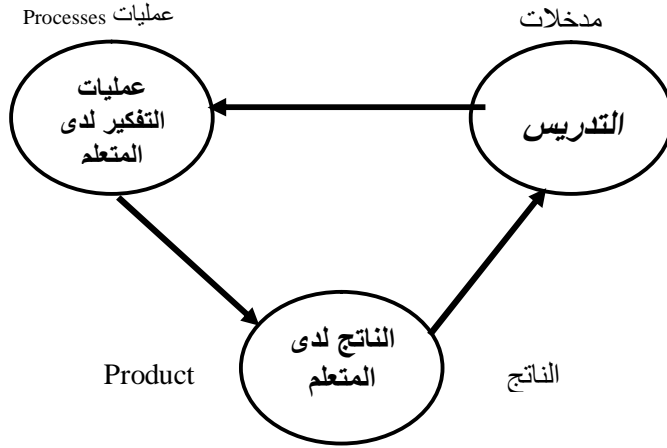 مدخلات
عمليات Processes
التدريس
عمليات
التفكير لدى
المتعلم
الناتج لدى
المتعلم
الناتج
Product